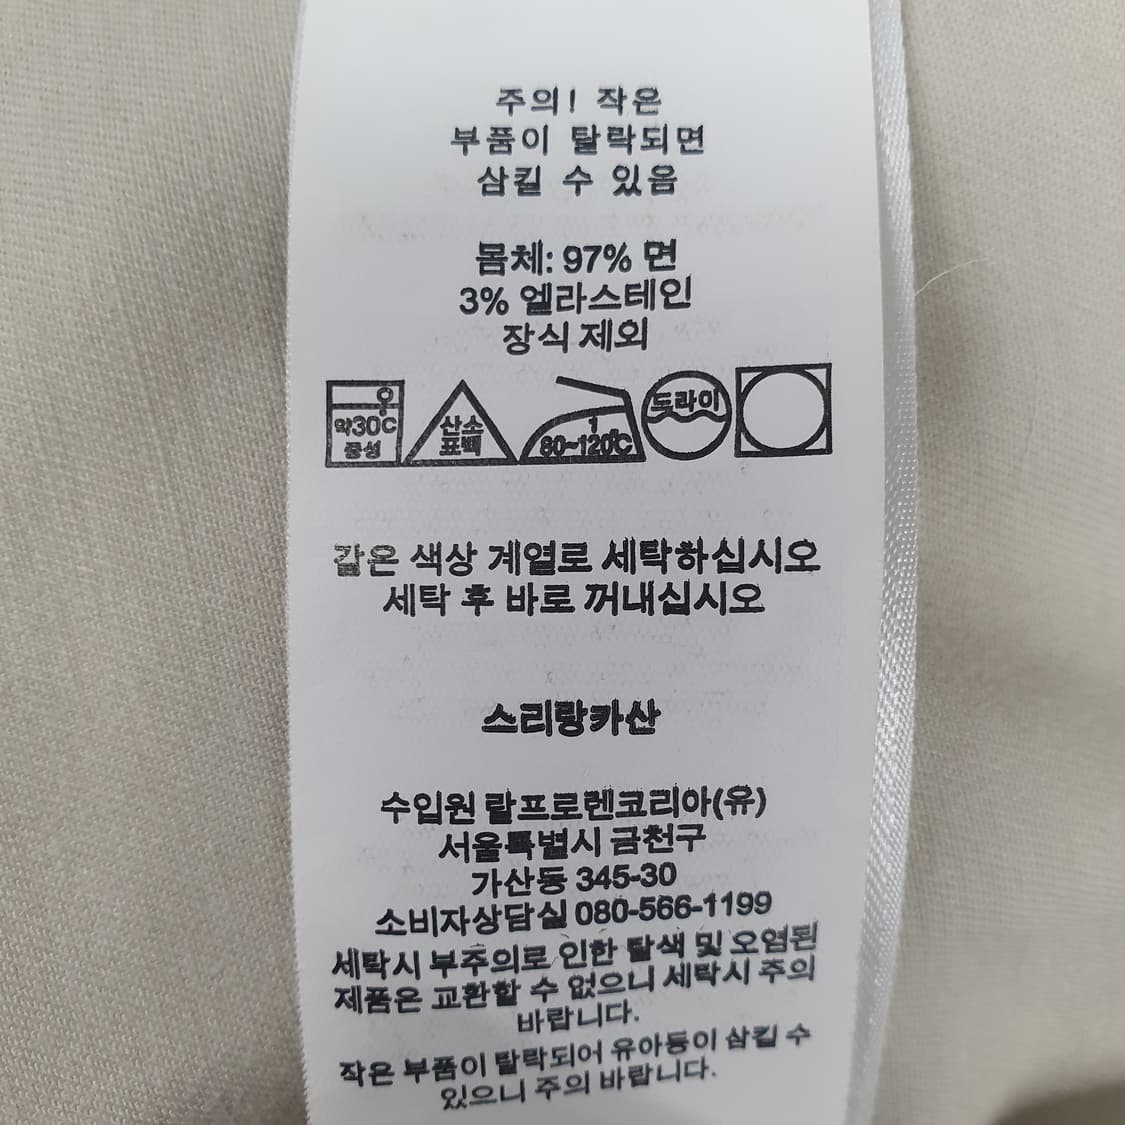 주의! 작은
부품이 탈락되면
삼킬 수 있음
몸체: 97% 면
3% 엘라스테인
장식 제외
약30℃
중성
산소
표백
1
80~120℃
드라이
같은 색상 계열로 세탁하십시오
세탁 후 바로 꺼내십시오
스리랑카산
수입원 랄프로렌코리아(유)
서울특별시 금천구
가산동 345-30
소비자상담실 080-566-1199
세탁시 부주의로 인한 탈색 및 오염된
제품은 교환할 수 없으니 세탁시 주의
바랍니다.
작은 부품이 탈락되어 유아등이 삼킬 수
있으니 주의 바랍니다.